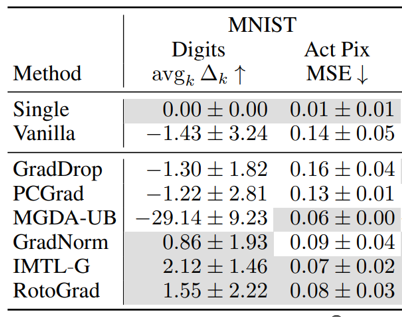 MNIST
Digits Act Pix
Method avgₖ Δₖ ↑ MSE ↓
Single 0.00 ± 0.00 0.01 ± 0.01
Vanilla −1.43 ± 3.24 0.14 ± 0.05
GradDrop −1.30 ± 1.82 0.16 ± 0.04
PCGrad −1.22 ± 2.81 0.13 ± 0.01
MGDA-UB −29.14 ± 9.23 0.06 ± 0.00
GradNorm 0.86 ± 1.93 0.09 ± 0.04
IMTL-G 2.12 ± 1.46 0.07 ± 0.02
RotoGrad 1.55 ± 2.22 0.08 ± 0.03